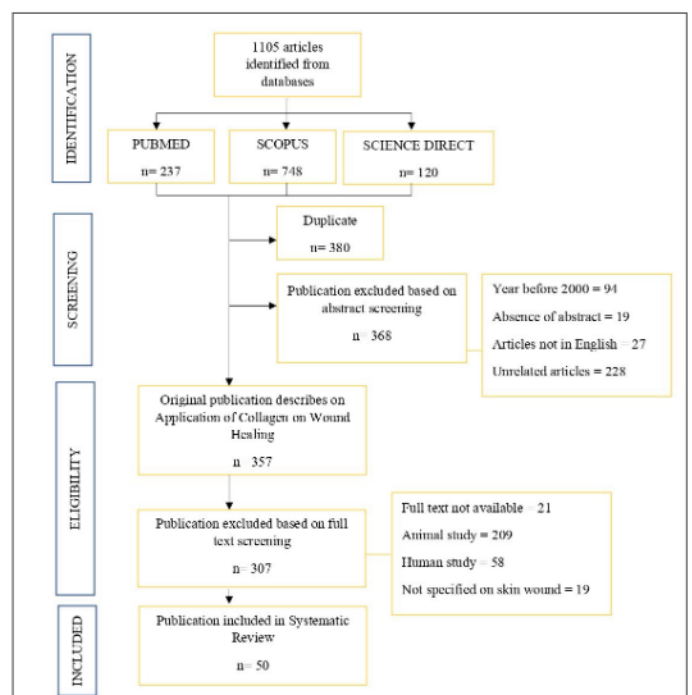 IDENTIFICATION
1105 articles
identified from
databases
PUBMED
n= 237
SCOPUS
n= 748
SCIENCE DIRECT
n= 120
SCREENING
Duplicate
n= 380
Publication excluded based on
abstract screening
n= 368
Year before 2000 = 94
Absence of abstract = 19
Articles not in English = 27
Unrelated articles = 228
ELIGIBILITY
Original publication describes on
Application of Collagen on Wound
Healing
n 357
Publication excluded based on full
text screening
n= 307
Full text not available = 21
Animal study = 209
Human study = 58
Not specified on skin wound = 19
INCLUDED
Publication included in Systematic
Review
n= 50